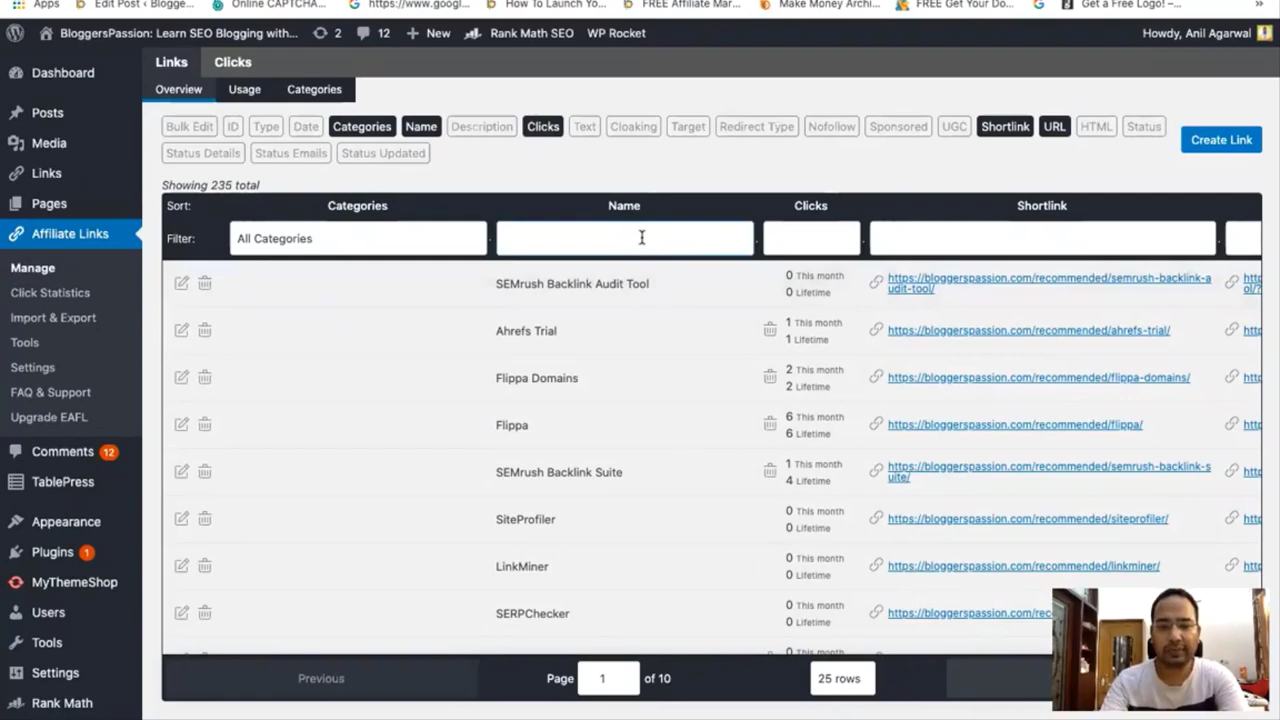 Apps
Edit Post ‹ Blogge...
Online CAPTCHA...
https://www.googl...
How To Launch Yo...
FREE Affiliate Mar...
Make Money Archi...
FREE Get Your Do...
Get a Free Logo! –...
»
BloggersPassion: Learn SEO Blogging with...
2
12
+ New
Rank Math SEO
WP Rocket
Howdy, Anil Agarwal
Dashboard
Posts
Media
Links
Pages
Affiliate Links
Manage
Click Statistics
Import & Export
Tools
Settings
FAQ & Support
Upgrade EAFL
Comments 12
TablePress
Appearance
Plugins 1
MyThemeShop
Users
Tools
Settings
Rank Math
Links
Clicks
Overview
Usage
Categories
Bulk Edit ID Type Date Categories Name Description Clicks Text Cloaking Target Redirect Type Nofollow Sponsored UGC Shortlink URL HTML Status
Status Details Status Emails Status Updated
Create Link
Showing 235 total
Sort: Categories Name Clicks Shortlink
Filter: All Categories
SEMrush Backlink Audit Tool
0 This month
0 Lifetime
https://bloggerspassion.com/recommended/semrush-backlink-a
udit-tool/
Ahrefs Trial
1 This month
1 Lifetime
https://bloggerspassion.com/recommended/ahrefs-trial/
Flippa Domains
2 This month
2 Lifetime
https://bloggerspassion.com/recommended/flippa-domains/
Flippa
6 This month
6 Lifetime
https://bloggerspassion.com/recommended/flippa/
SEMrush Backlink Suite
1 This month
4 Lifetime
https://bloggerspassion.com/recommended/semrush-backlink-s
uite/
SiteProfiler
0 This month
0 Lifetime
https://bloggerspassion.com/recommended/siteprofiler/
LinkMiner
0 This month
0 Lifetime
https://bloggerspassion.com/recommended/linkminer/
SERPChecker
0 This month
0 Lifetime
https://bloggerspassion.com/rec
0 This month
Previous
Page 1 of 10
25 rows